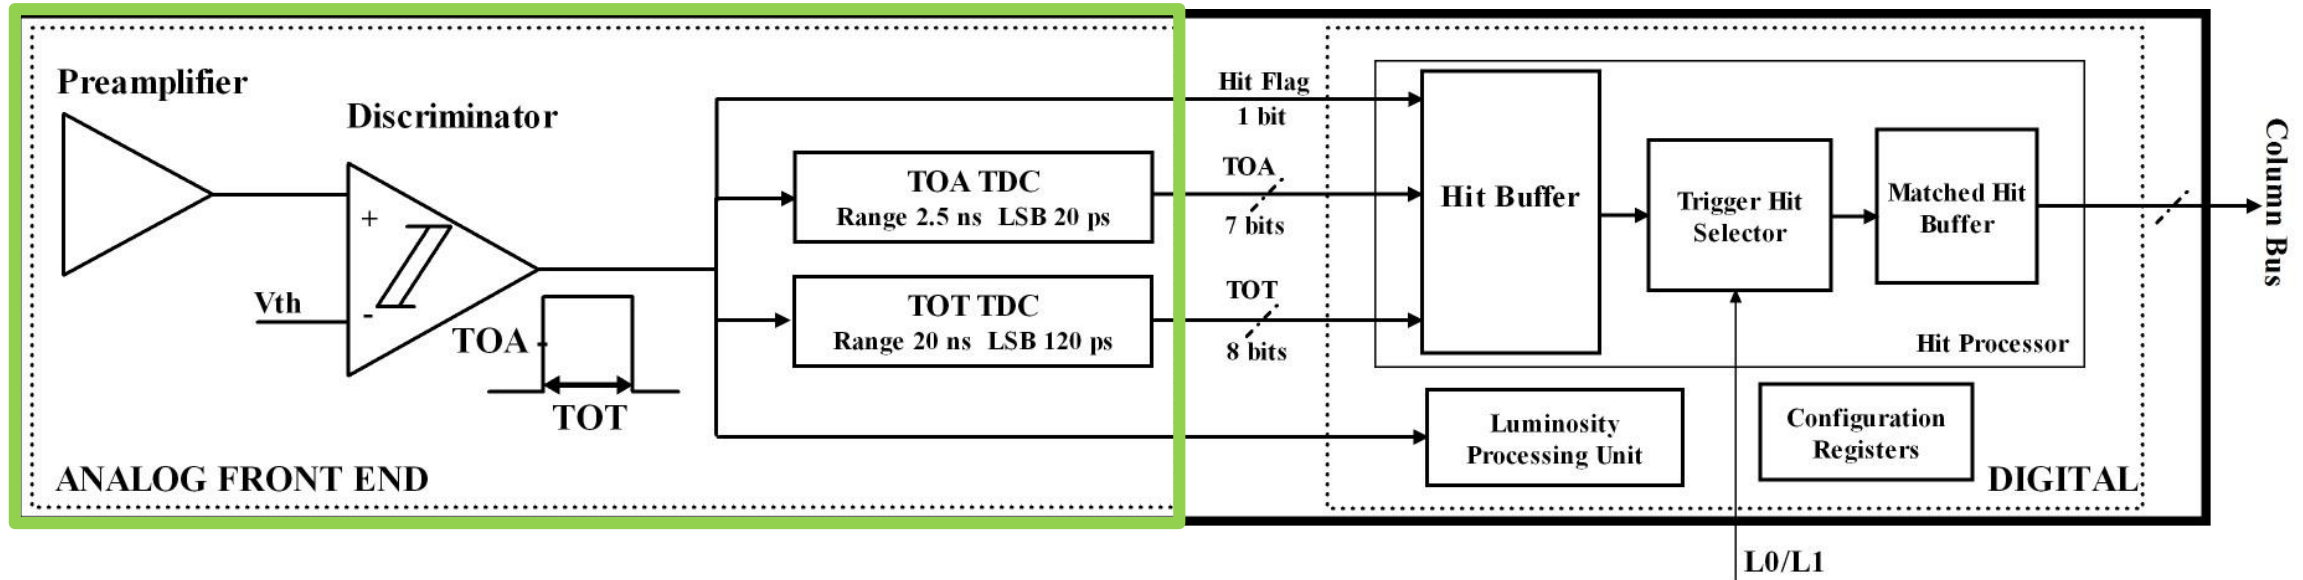 Preamplifier
Discriminator
+
-
Vth
TOA
TOT
TOA TDC
Range 2.5 ns LSB 20 ps
TOT TDC
Range 20 ns LSB 120 ps
ANALOG FRONT END
Hit Flag
1 bit
TOA
7 bits
TOT
8 bits
Hit Buffer
Trigger Hit
Selector
Matched Hit
Buffer
Hit Processor
Luminosity
Processing Unit
Configuration
Registers
DIGITAL
L0/L1
Column Bus